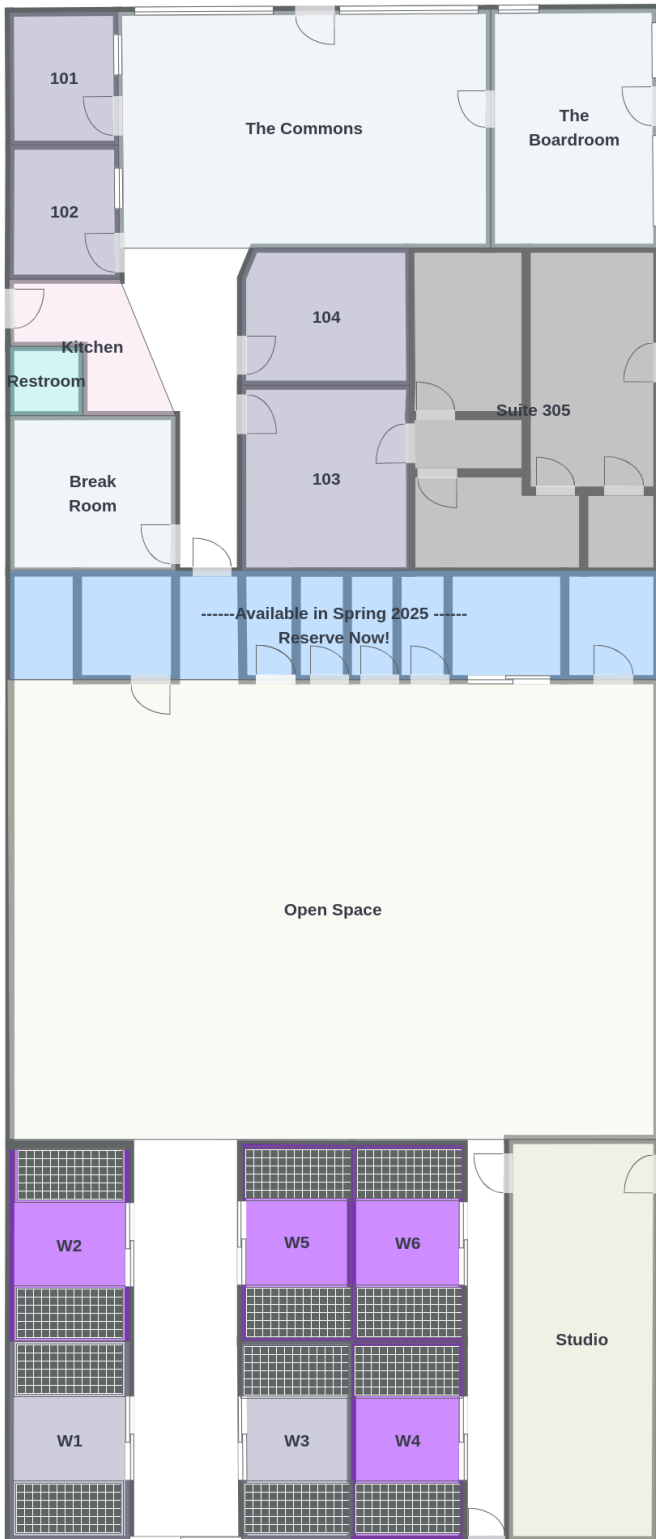 101
The Commons
The
Boardroom
102
104
Kitchen
Restroom
Suite 305
103
Break
Room
------Available in Spring 2025 ------
Reserve Now!
Open Space
W2
W5
W6
Studio
W1
W3
W4